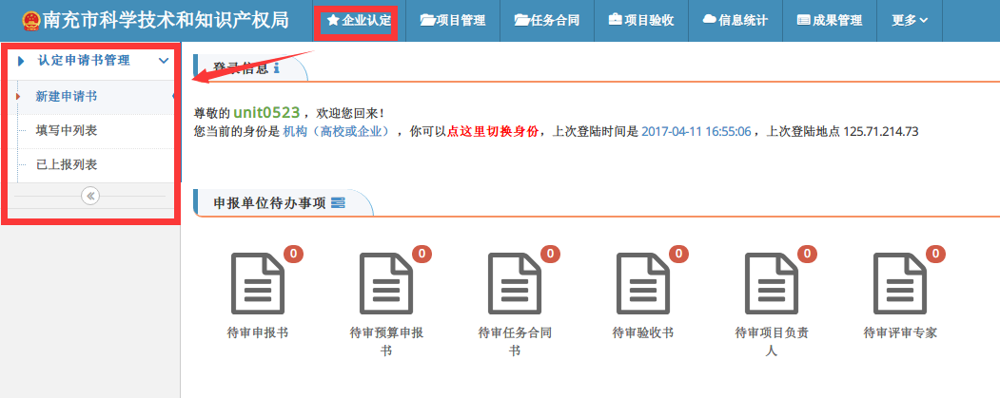 南充市科学技术和知识产权局
企业认定
项目管理
任务合同
项目验收
信息统计
成果管理
更多
认定申请书管理
新建申请书
填写中列表
已上报列表
登录信息
尊敬的 unit0523 ，欢迎您回来！
您当前的身份是 机构（高校或企业） ，你可以点这里切换身份，上次登陆时间是 2017-04-11 16:55:06 ，上次登陆地点 125.71.214.73
申报单位待办事项
0
0
0
0
0
0
待审申报书
待审预算申报
书
待审任务合同
书
待审验收书
待审项目负责
人
待审评审专家